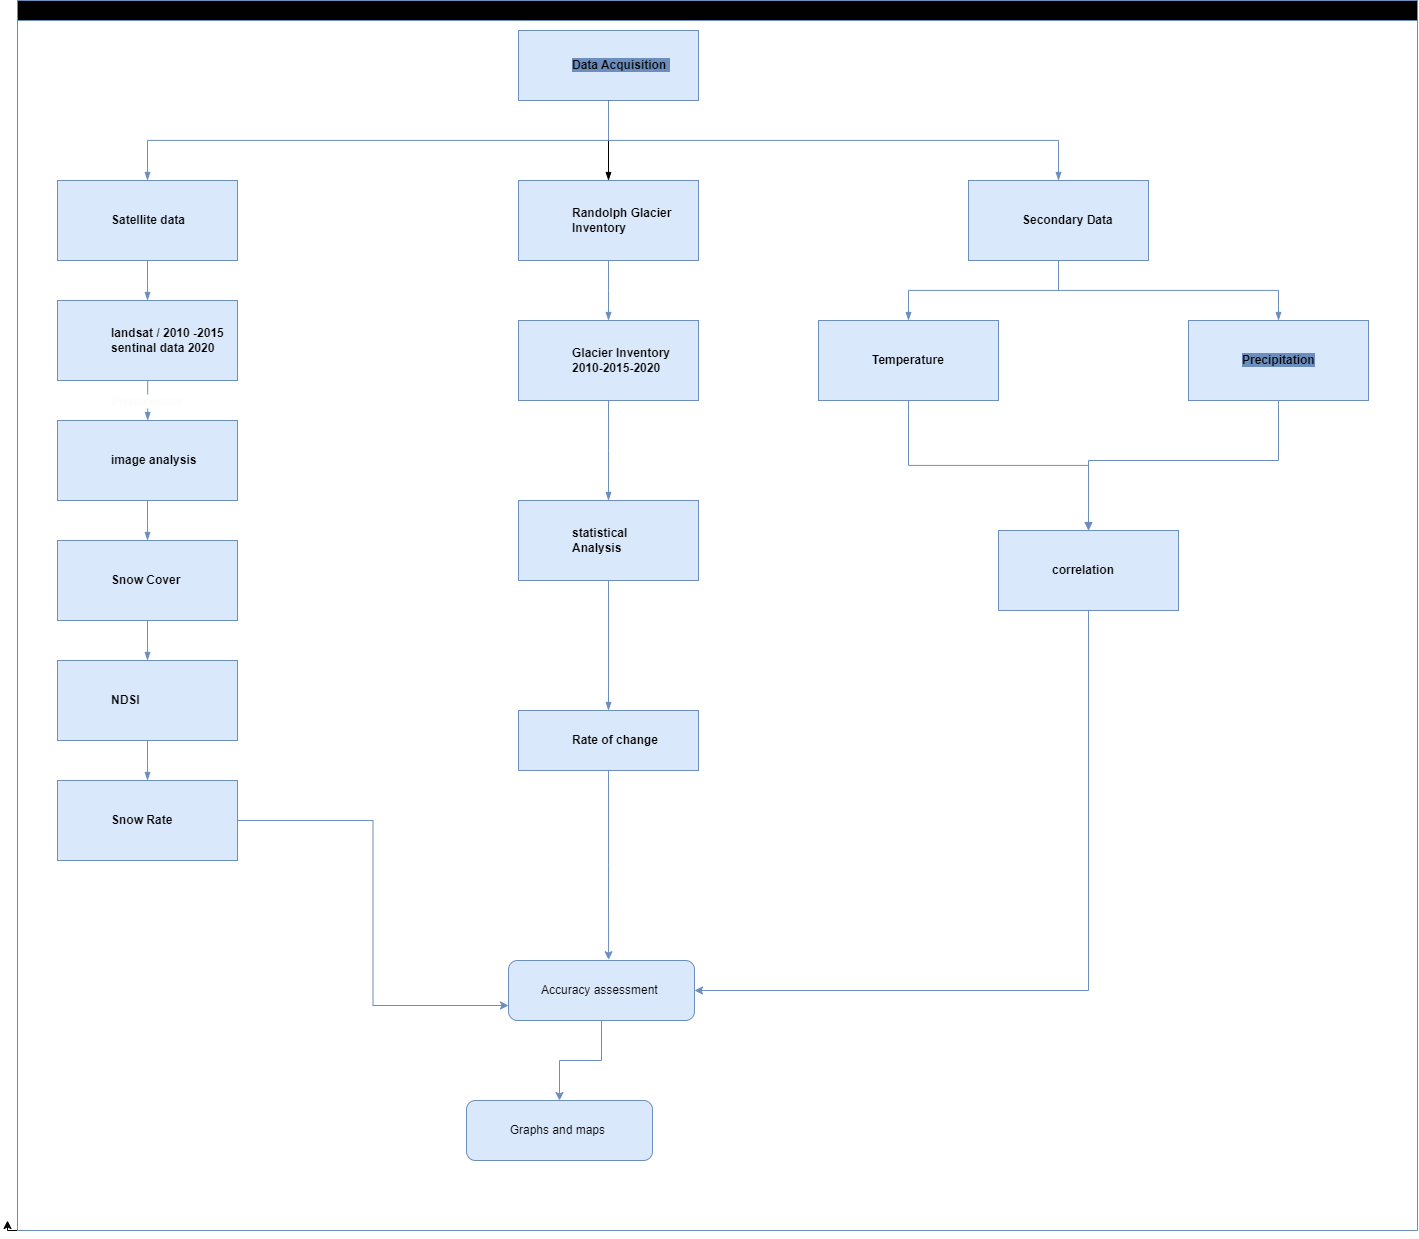 Data Acquisition
Satellite data
Randolph Glacier
Inventory
Secondary Data
landsat / 2010 -2015
sentinal data 2020
Glacier Inventory
2010-2015-2020
Temperature
Precipitation
image analysis
statistical
Analysis
correlation
Snow Cover
NDSI
Rate of change
Snow Rate
Accuracy assessment
Graphs and maps